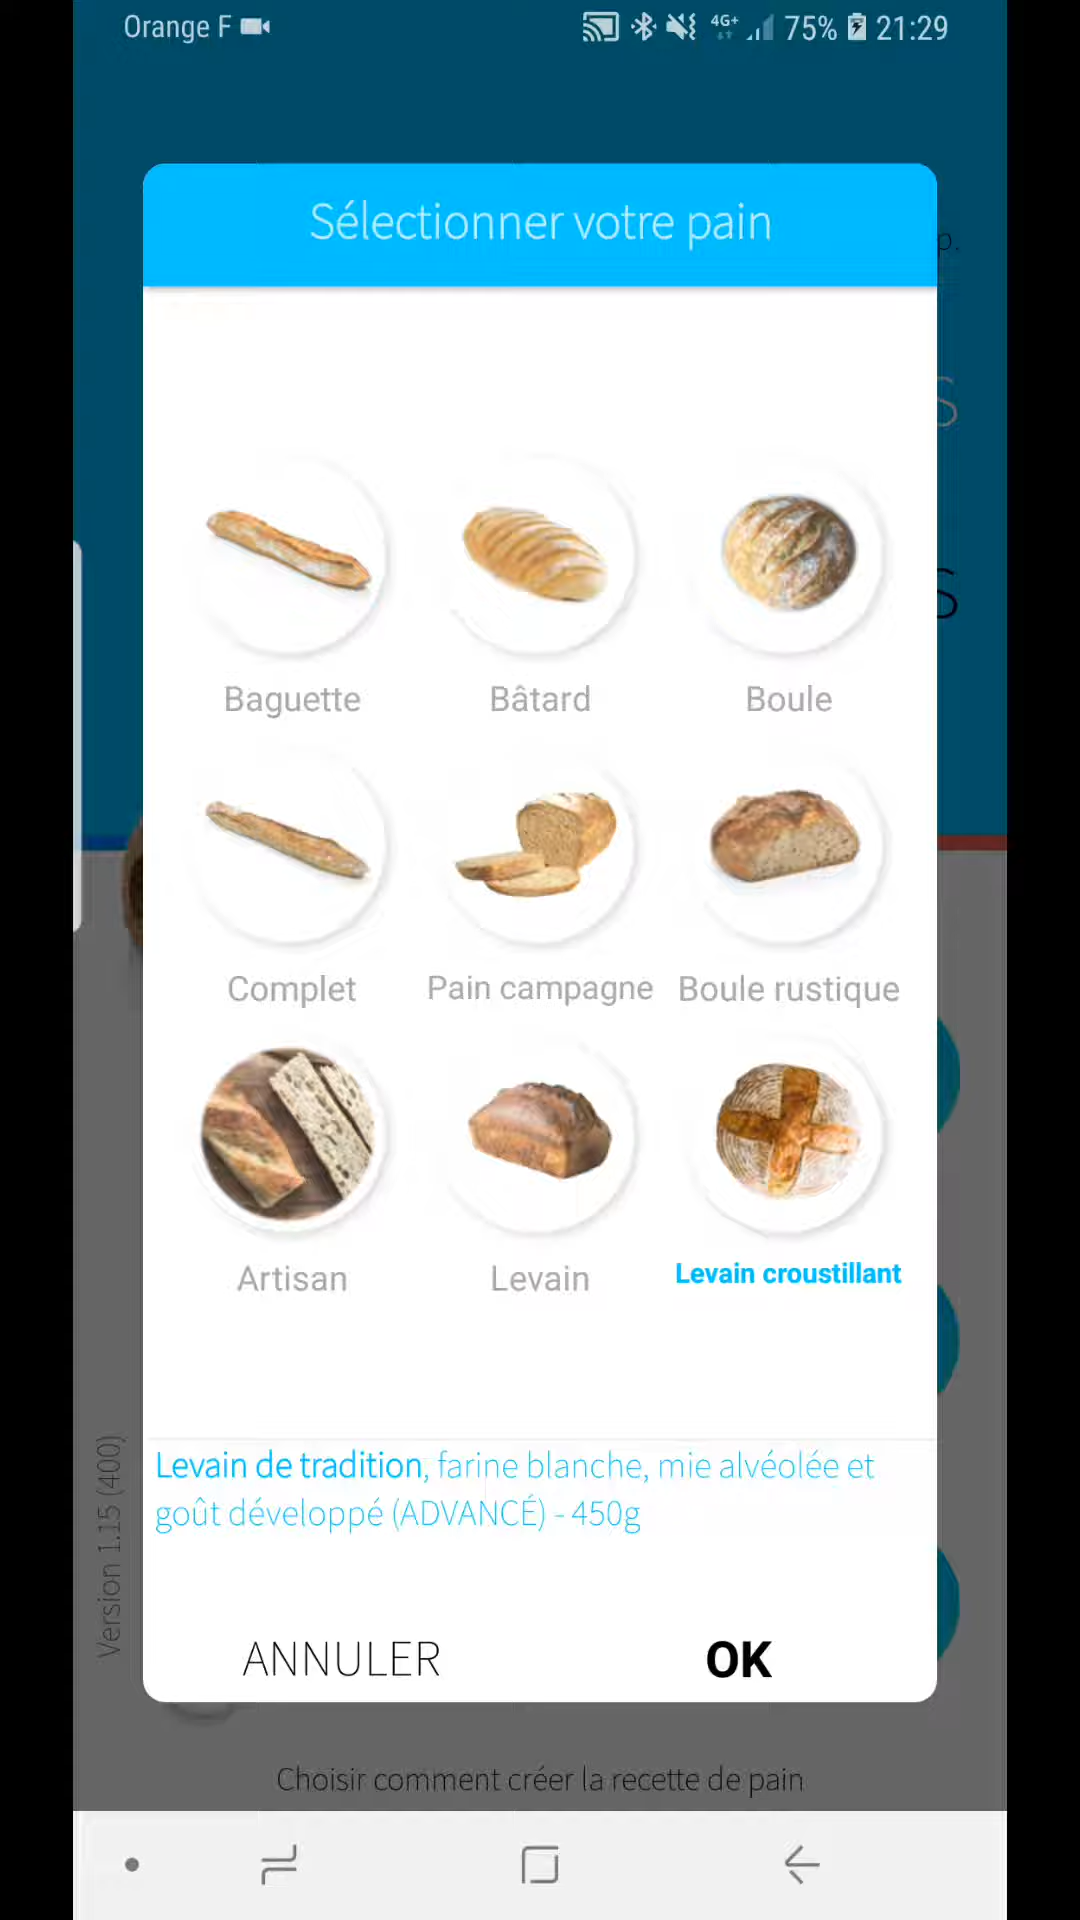 Orange F
4G+ 75% 21:29
Sélectionner votre pain
p.
S
S
Baguette Bâtard Boule
Complet Pain campagne Boule rustique
Artisan Levain Levain croustillant
Levain de tradition, farine blanche, mie alvéolée et
goût développé (ADVANCÉ) - 450g
Version 1.15 (400)
ANNULER OK
Choisir comment créer la recette de pain